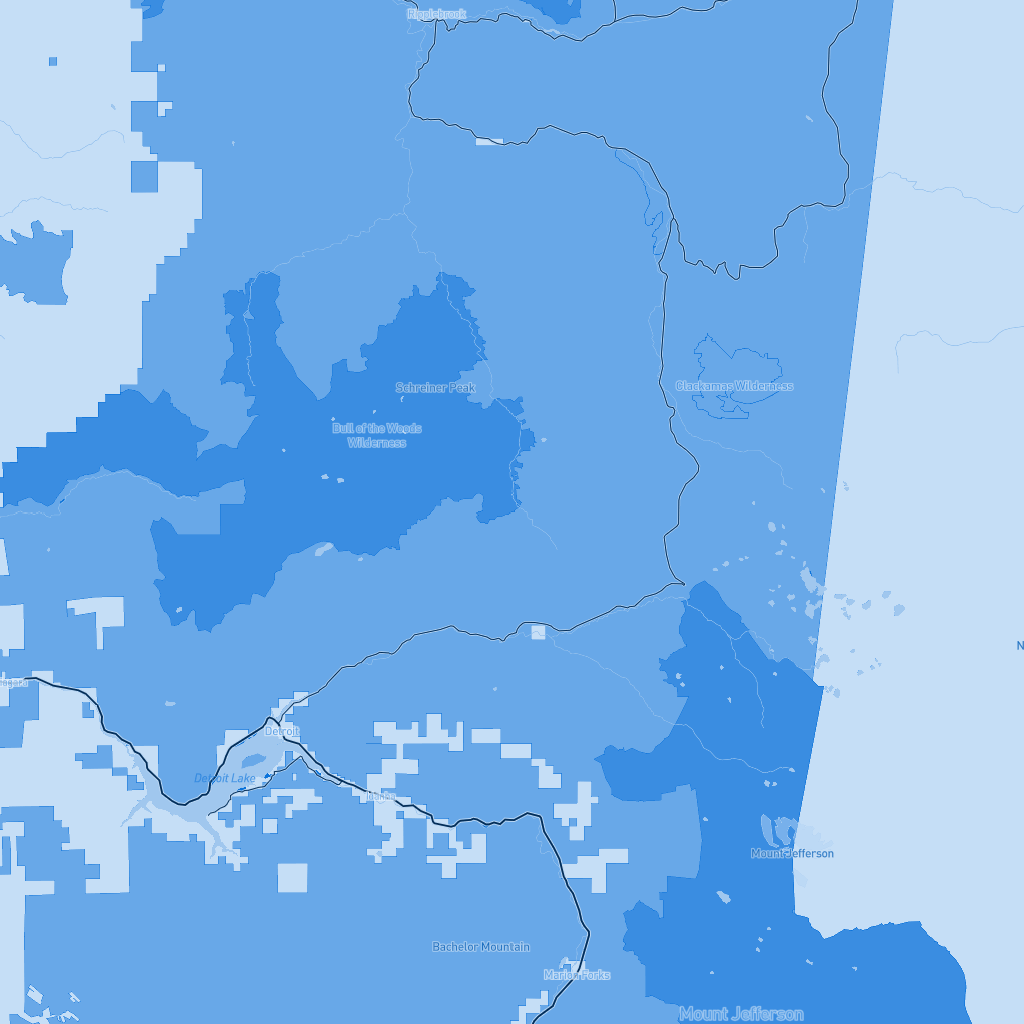 Ripplebrook
Clackamas Wilderness
Schreiner Peak
Bull of the Woods
Wilderness
N
Detroit
Detroit Lake
Idanha
Mount Jefferson
Bachelor Mountain
Marion Forks
Mount Jefferson